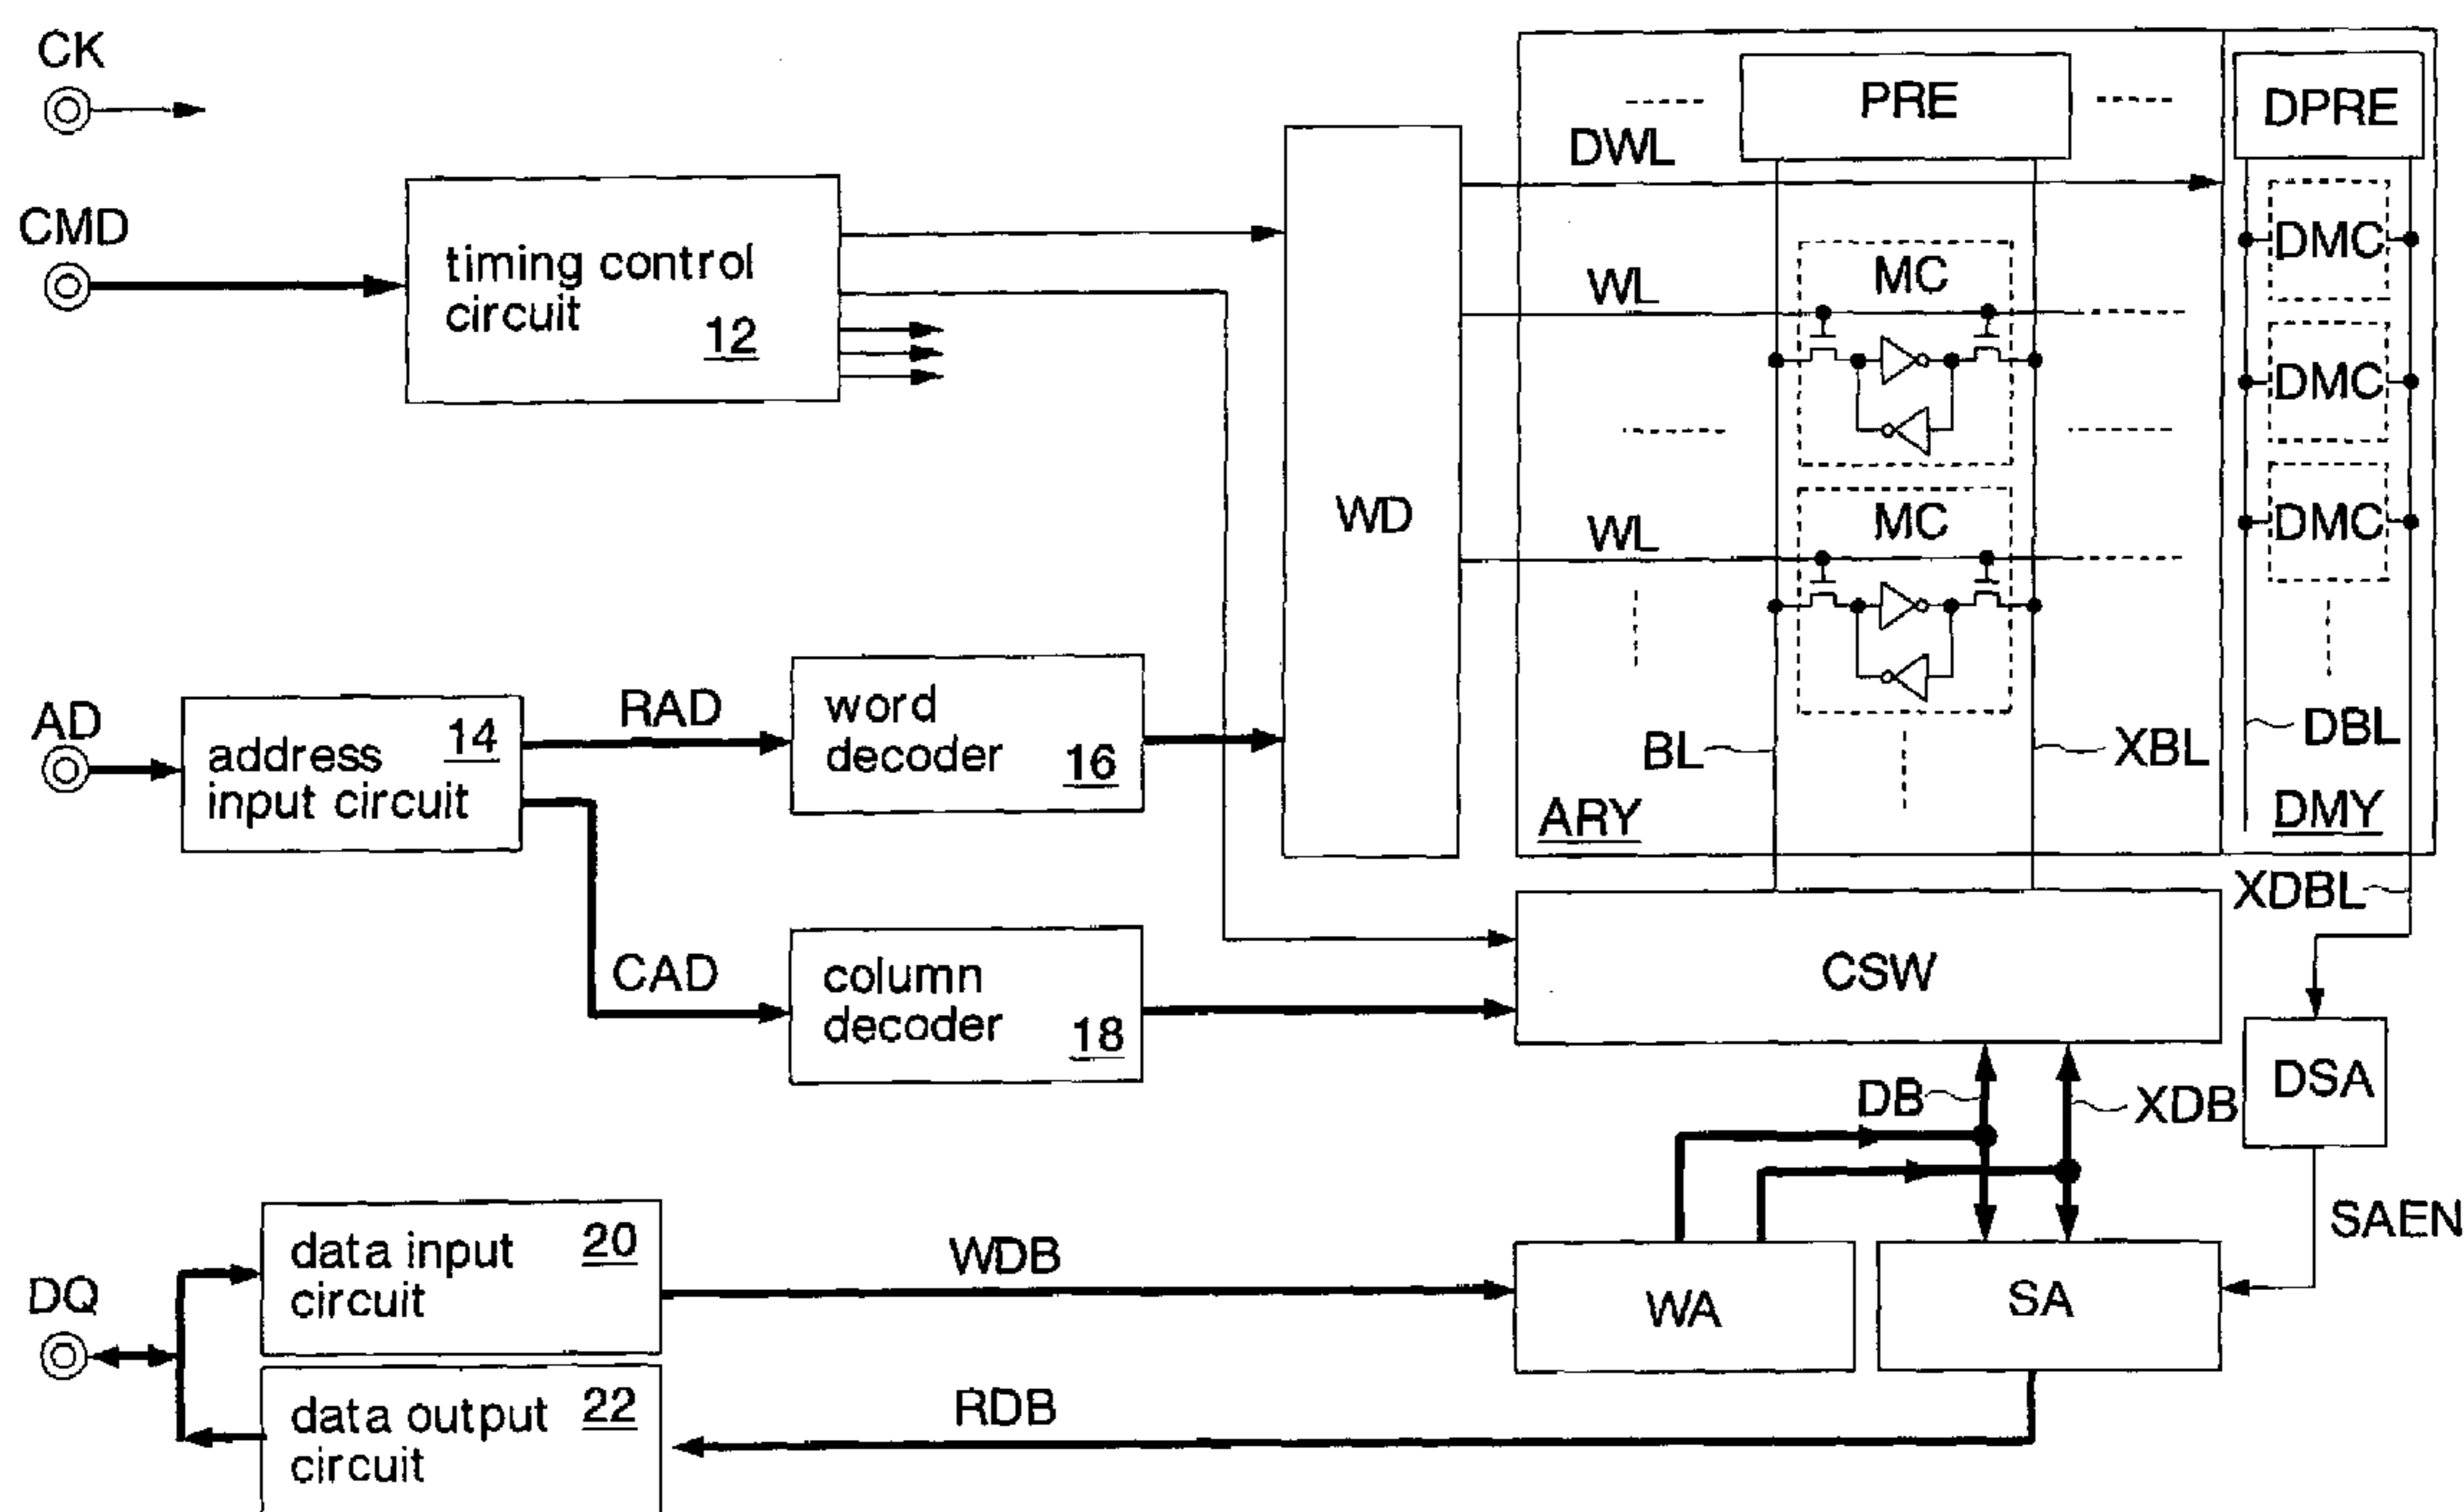 CK
CMD
timing control
circuit
12
AD
address
input circuit
14
RAD
word
decoder
16
CAD
column
decoder
18
WD
PRE
DPRE
DWL
WL
MC
WL
MC
DMC
DMC
DMC
BL
XBL
DBL
ARY
DMY
XDBL
CSW
DB
XDB
DSA
SAEN
DQ
data input
circuit
20
WDB
WA
SA
data output
circuit
22
RDB